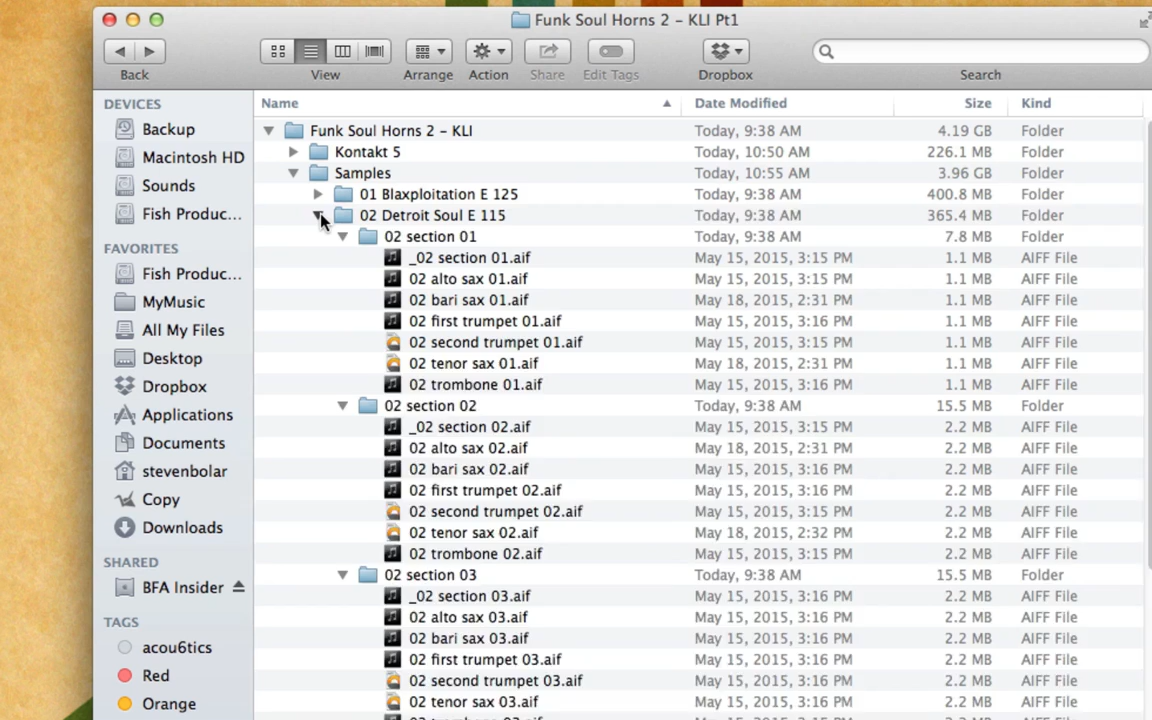 Funk Soul Horns 2 – KLI Pt1
Back
View
Arrange
Action
Share
Edit Tags
Dropbox
Search
DEVICES
Backup
Macintosh HD
Sounds
Fish Produc...
FAVORITES
Fish Produc...
MyMusic
All My Files
Desktop
Dropbox
Applications
Documents
stevenbolar
Copy
Downloads
SHARED
BFA Insider
TAGS
acou6tics
Red
Orange
Name Date Modified Size Kind
Funk Soul Horns 2 – KLI Today, 9:38 AM 4.19 GB Folder
Kontakt 5 Today, 10:50 AM 226.1 MB Folder
Samples Today, 10:55 AM 3.96 GB Folder
01 Blaxploitation E 125 Today, 9:38 AM 400.8 MB Folder
02 Detroit Soul E 115 Today, 9:38 AM 365.4 MB Folder
02 section 01 Today, 9:38 AM 7.8 MB Folder
_02 section 01.aif May 15, 2015, 3:15 PM 1.1 MB AIFF File
02 alto sax 01.aif May 15, 2015, 3:15 PM 1.1 MB AIFF File
02 bari sax 01.aif May 18, 2015, 2:31 PM 1.1 MB AIFF File
02 first trumpet 01.aif May 15, 2015, 3:16 PM 1.1 MB AIFF File
02 second trumpet 01.aif May 15, 2015, 3:15 PM 1.1 MB AIFF File
02 tenor sax 01.aif May 18, 2015, 2:31 PM 1.1 MB AIFF File
02 trombone 01.aif May 15, 2015, 3:16 PM 1.1 MB AIFF File
02 section 02 Today, 9:38 AM 15.5 MB Folder
_02 section 02.aif May 15, 2015, 3:15 PM 2.2 MB AIFF File
02 alto sax 02.aif May 18, 2015, 2:31 PM 2.2 MB AIFF File
02 bari sax 02.aif May 15, 2015, 3:16 PM 2.2 MB AIFF File
02 first trumpet 02.aif May 15, 2015, 3:16 PM 2.2 MB AIFF File
02 second trumpet 02.aif May 15, 2015, 3:16 PM 2.2 MB AIFF File
02 tenor sax 02.aif May 18, 2015, 2:32 PM 2.2 MB AIFF File
02 trombone 02.aif May 15, 2015, 3:15 PM 2.2 MB AIFF File
02 section 03 Today, 9:38 AM 15.5 MB Folder
_02 section 03.aif May 15, 2015, 3:16 PM 2.2 MB AIFF File
02 alto sax 03.aif May 15, 2015, 3:16 PM 2.2 MB AIFF File
02 bari sax 03.aif May 15, 2015, 3:16 PM 2.2 MB AIFF File
02 first trumpet 03.aif May 15, 2015, 3:16 PM 2.2 MB AIFF File
02 second trumpet 03.aif May 15, 2015, 3:16 PM 2.2 MB AIFF File
02 tenor sax 03.aif May 15, 2015, 3:16 PM 2.2 MB AIFF File